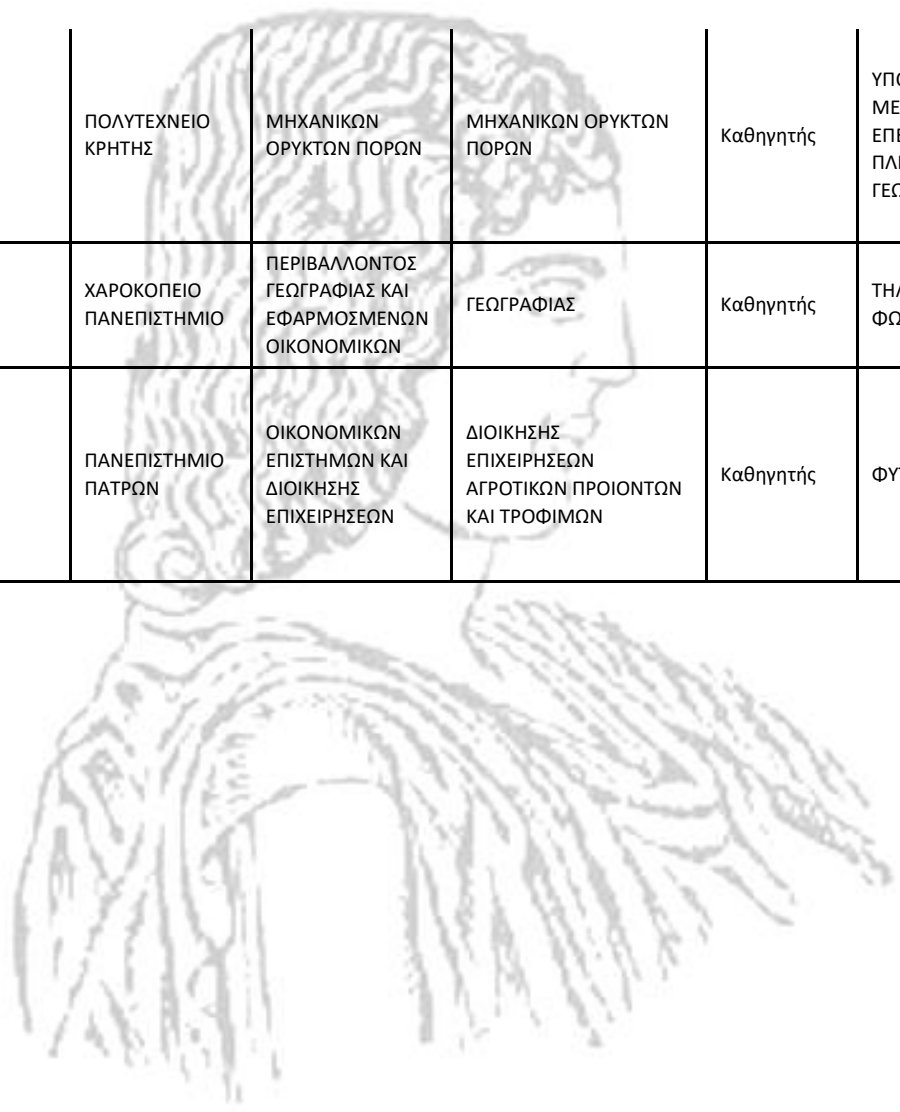 ΠΟΛΥΤΕΧΝΕΙΟ
ΚΡΗΤΗΣ
ΜΗΧΑΝΙΚΩΝ
ΟΡΥΚΤΩΝ ΠΟΡΩΝ
ΜΗΧΑΝΙΚΩΝ ΟΡΥΚΤΩΝ
ΠΟΡΩΝ
Καθηγητής
ΧΑΡΟΚΟΠΕΙΟ
ΠΑΝΕΠΙΣΤΗΜΙΟ
ΠΕΡΙΒΑΛΛΟΝΤΟΣ
ΓΕΩΓΡΑΦΙΑΣ ΚΑΙ
ΕΦΑΡΜΟΣΜΕΝΩΝ
ΟΙΚΟΝΟΜΙΚΩΝ
ΓΕΩΓΡΑΦΙΑΣ
Καθηγητής
ΠΑΝΕΠΙΣΤΗΜΙΟ
ΠΑΤΡΩΝ
ΟΙΚΟΝΟΜΙΚΩΝ
ΕΠΙΣΤΗΜΩΝ ΚΑΙ
ΔΙΟΙΚΗΣΗΣ
ΕΠΙΧΕΙΡΗΣΕΩΝ
ΔΙΟΙΚΗΣΗΣ
ΕΠΙΧΕΙΡΗΣΕΩΝ
ΑΓΡΟΤΙΚΩΝ ΠΡΟΙΟΝΤΩΝ
ΚΑΙ ΤΡΟΦΙΜΩΝ
Καθηγητής